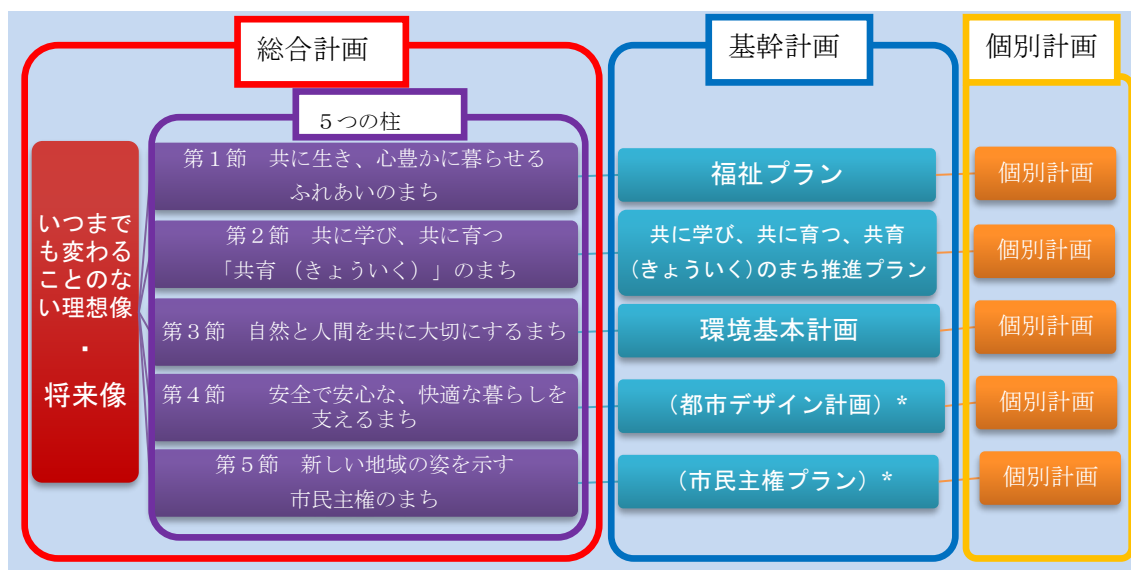 総合計画
基幹計画
個別計画
５つの柱
いつまで
も変わる
ことのな
い理想像
・
将来像
第１節　共に生き、心豊かに暮らせる
ふれあいのまち
福祉プラン
個別計画
第２節　共に学び、共に育つ
「共育 （きょういく）」のまち
共に学び、共に育つ、共育
(きょういく)のまち推進プラン
個別計画
第３節　自然と人間を共に大切にするまち
環境基本計画
個別計画
第４節　　安全で安心な、快適な暮らしを
支えるまち
（都市デザイン計画）*
個別計画
第５節　新しい地域の姿を示す
市民主権のまち
（市民主権プラン）*
個別計画